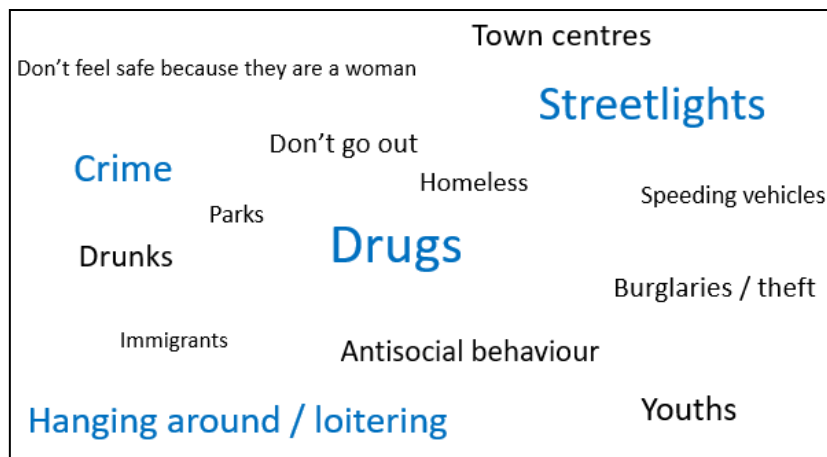 Town centres
Don't feel safe because they are a woman
Streetlights
Don't go out
Crime
Homeless
Speeding vehicles
Parks
Drugs
Drunks
Burglaries / theft
Immigrants
Antisocial behaviour
Youths
Hanging around / loitering